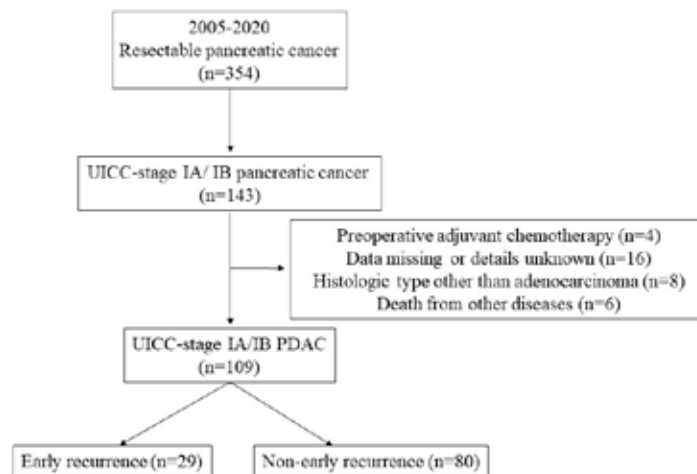 2005-2020
Resectable pancreatic cancer
(n=354)
UICC-stage IA/ IB pancreatic cancer
(n=143)
Preoperative adjuvant chemotherapy (n=4)
Data missing or details unknown (n=16)
Histologic type other than adenocarcinoma (n=8)
Death from other diseases (n=6)
UICC-stage IA/IB PDAC
(n=109)
Early recurrence (n=29)
Non-early recurrence (n=80)